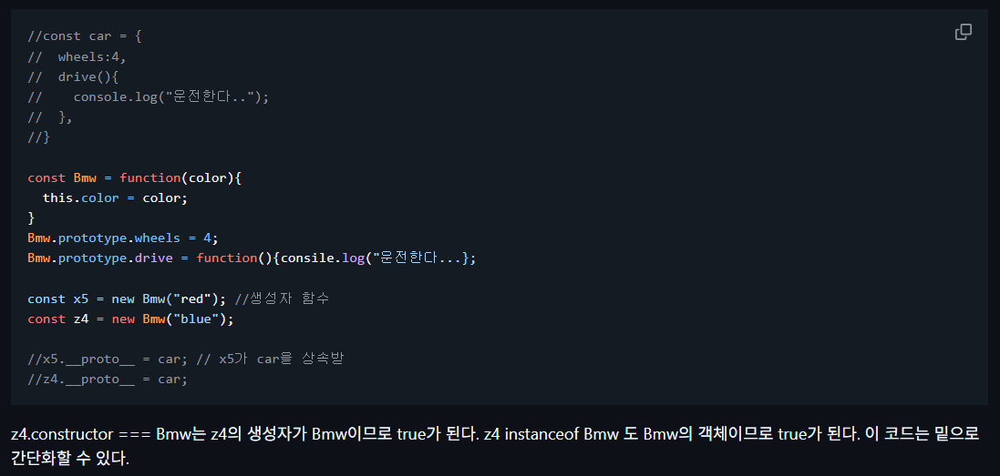 //const car = {
//  wheels:4,
//  drive(){
//    console.log("운전한다..");
//  },
//}
const Bmw = function(color){
  this.color = color;
}
Bmw.prototype.wheels = 4;
Bmw.prototype.drive = function(){consile.log("운전한다...};
const x5 = new Bmw("red"); //생성자 함수
const z4 = new Bmw("blue");
//x5.__proto__ = car; // x5가 car을 상속받
//z4.__proto__ = car;
z4.constructor === Bmw는 z4의 생성자가 Bmw이므로 true가 된다. z4 instanceof Bmw 도 Bmw의 객체이므로 true가 된다. 이 코드는 밑으로
간단화할 수 있다.